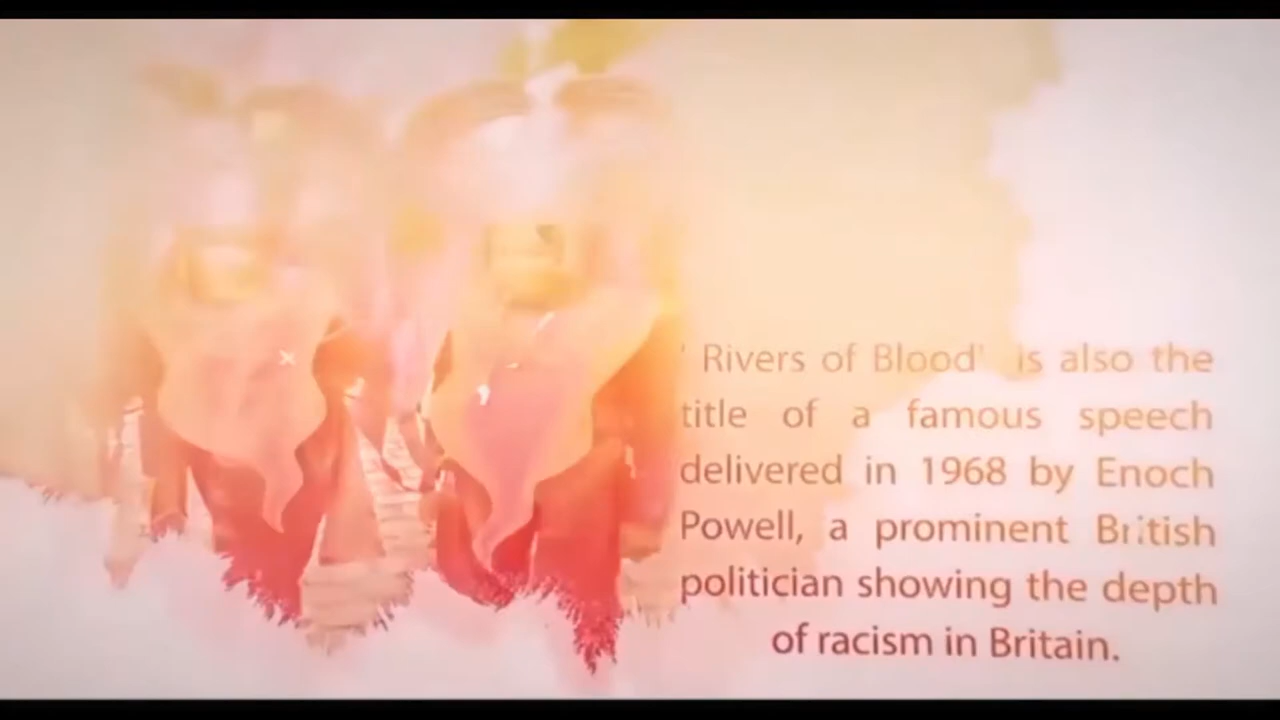 ' Rivers of Blood' is also the
title of a famous speech
delivered in 1968 by Enoch
Powell, a prominent British
politician showing the depth
of racism in Britain.